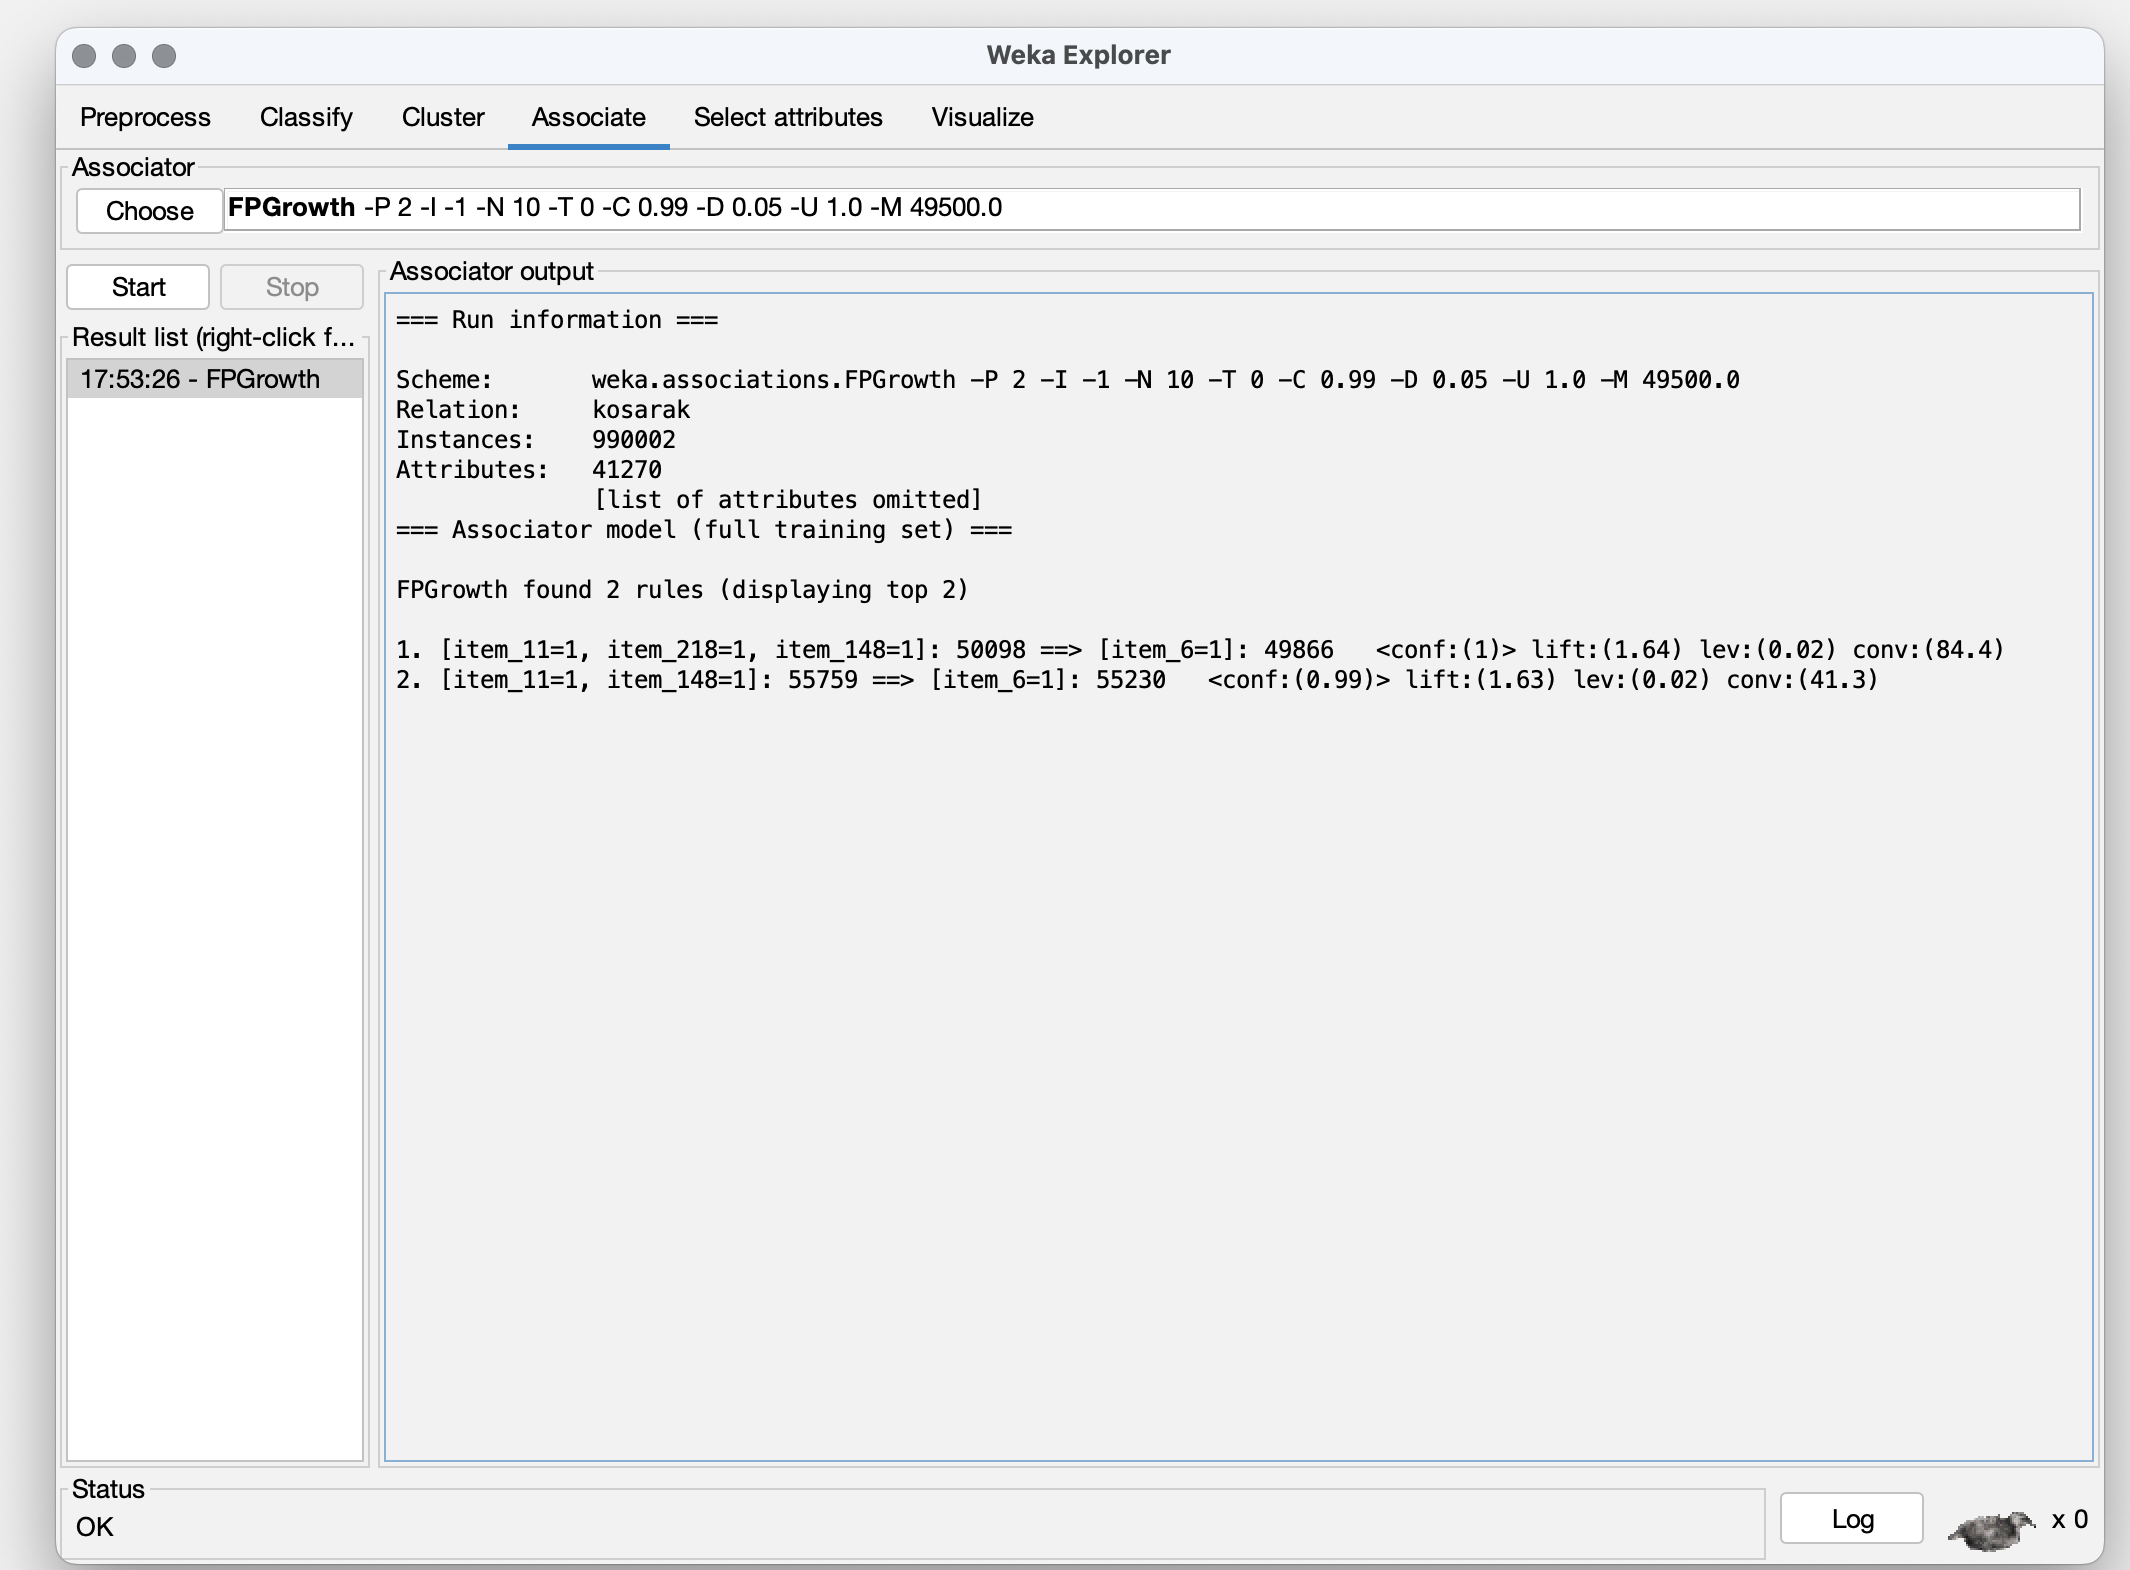 Weka Explorer
Preprocess Classify Cluster Associate Select attributes Visualize
Associator
Choose FPGrowth -P 2 -I -1 -N 10 -T 0 -C 0.99 -D 0.05 -U 1.0 -M 49500.0
Start Stop
Result list (right-click f...
17:53:26 - FPGrowth
Associator output
=== Run information ===
Scheme: weka.associations.FPGrowth -P 2 -I -1 -N 10 -T 0 -C 0.99 -D 0.05 -U 1.0 -M 49500.0
Relation: kosarak
Instances: 990002
Attributes: 41270
[list of attributes omitted]
=== Associator model (full training set) ===
FPGrowth found 2 rules (displaying top 2)
1. [item_11=1, item_218=1, item_148=1]: 50098 ==> [item_6=1]: 49866 <conf:(1)> lift:(1.64) lev:(0.02) conv:(84.4)
2. [item_11=1, item_148=1]: 55759 ==> [item_6=1]: 55230 <conf:(0.99)> lift:(1.63) lev:(0.02) conv:(41.3)
Status
OK
Log x 0